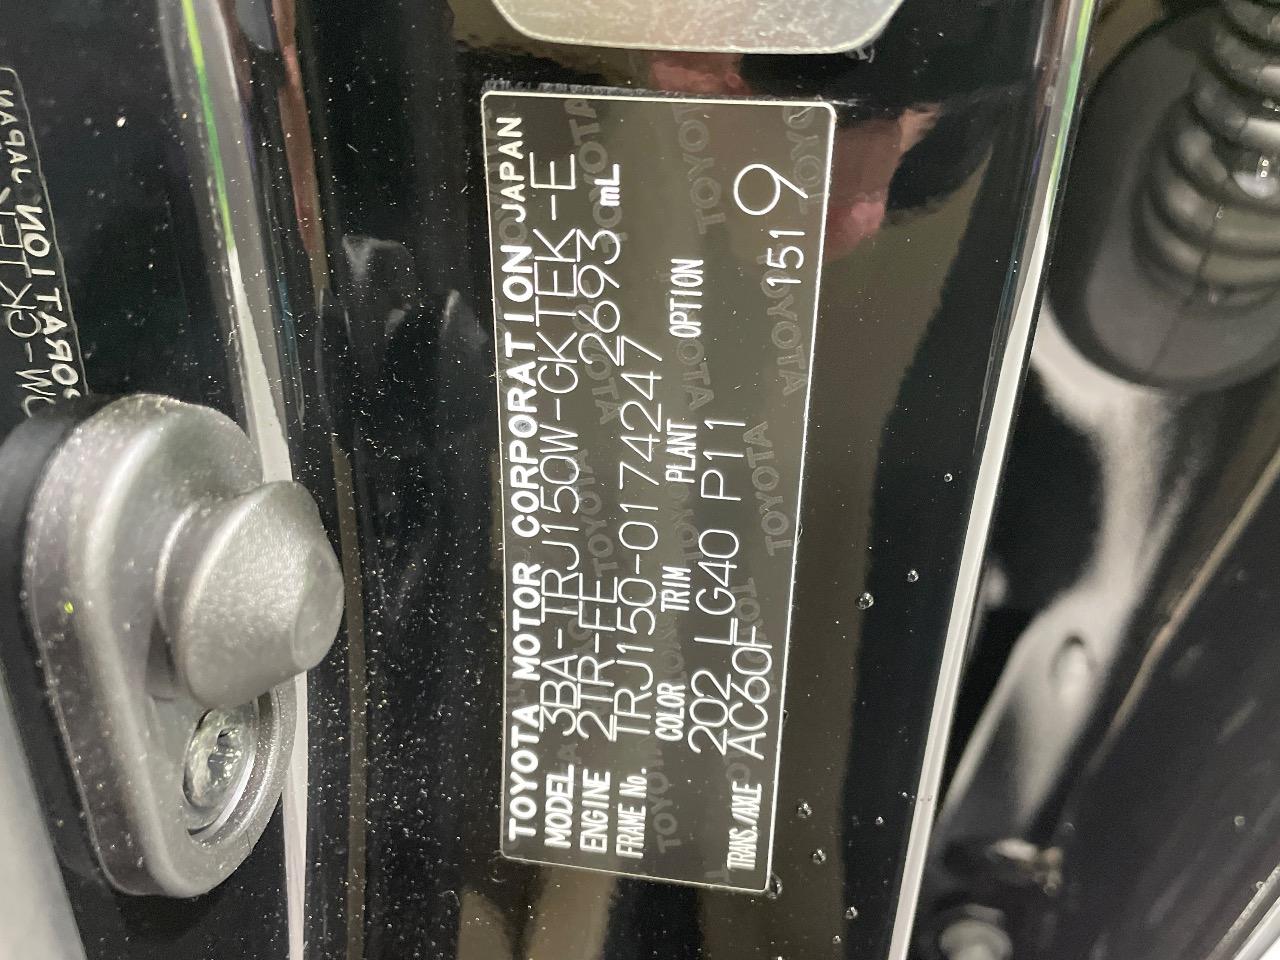 TOYOTA MOTOR CORPORATION JAPAN
MODEL 3BA-TRJ150W-GKTEK-E
ENGINE 2TR-FE 2693 mL
FRAME No. TRJ150-0174247
COLOR TRIM PLANT OPTION
202 LG40 P11
TRANS./AXLE AC60F 151 9